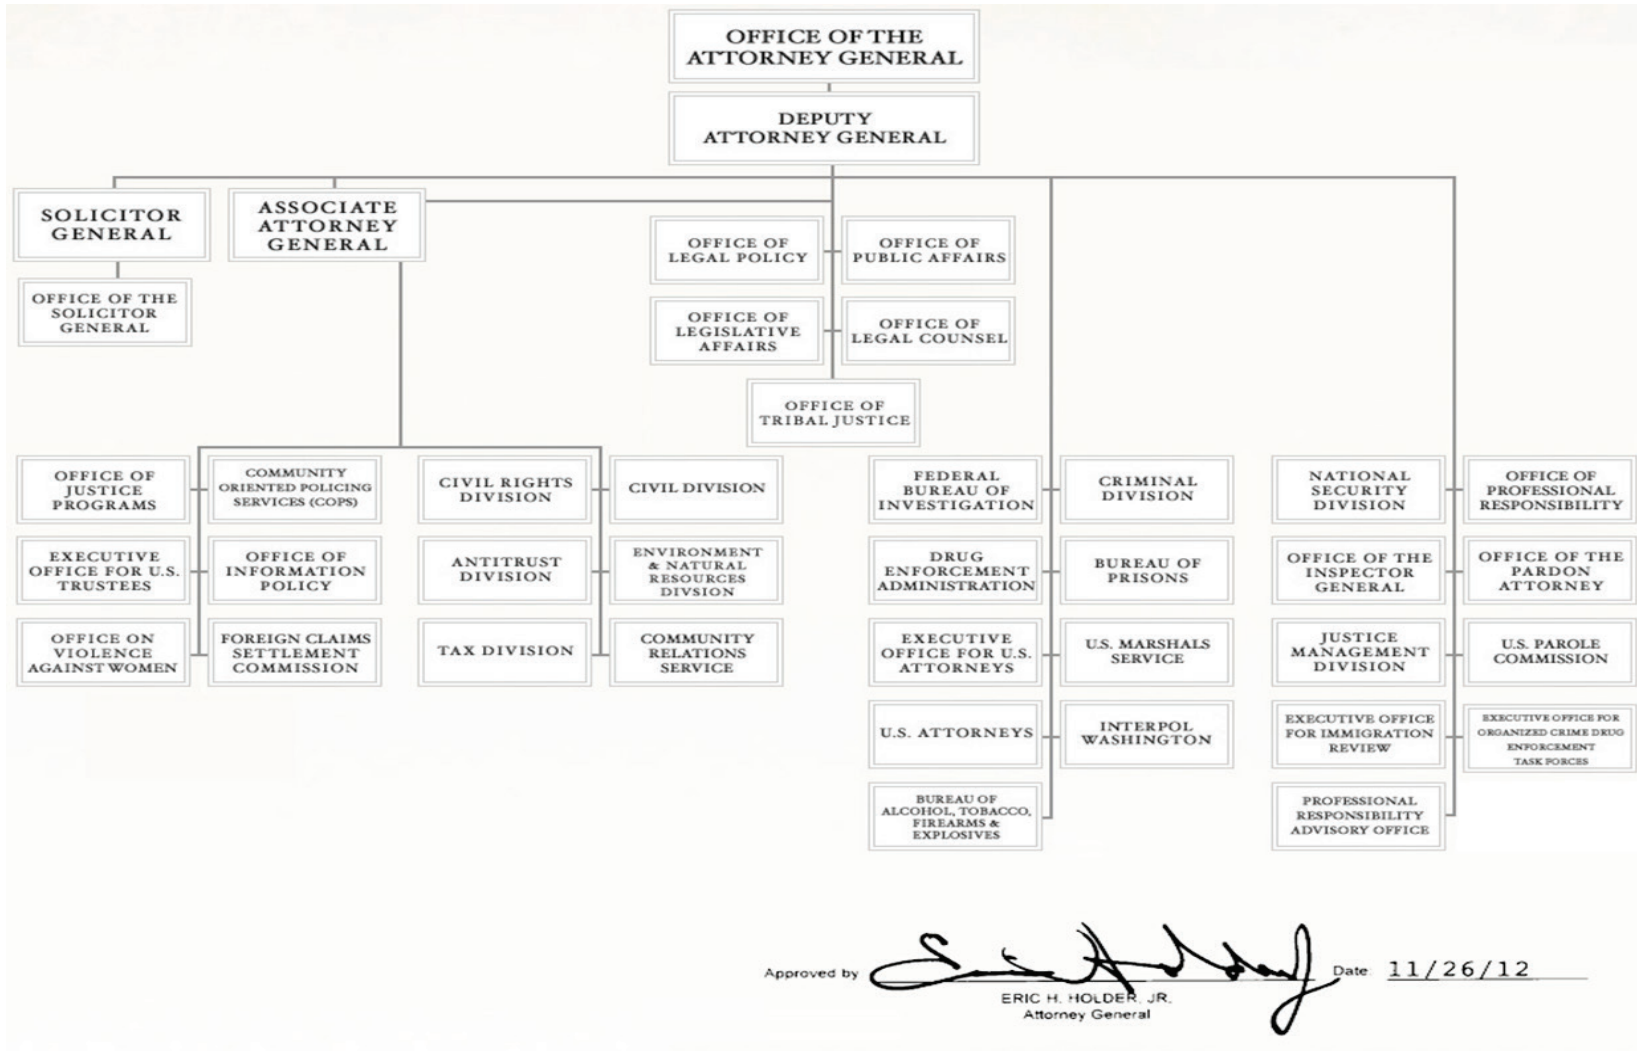 OFFICE OF THE
ATTORNEY GENERAL
DEPUTY
ATTORNEY GENERAL
SOLICITOR
GENERAL
ASSOCIATE
ATTORNEY
GENERAL
OFFICE OF THE
SOLICITOR
GENERAL
OFFICE OF
LEGAL POLICY
OFFICE OF
PUBLIC AFFAIRS
OFFICE OF
LEGISLATIVE
AFFAIRS
OFFICE OF
LEGAL COUNSEL
OFFICE OF
TRIBAL JUSTICE
OFFICE OF
JUSTICE
PROGRAMS
COMMUNITY
ORIENTED POLICING
SERVICES (COPS)
CIVIL RIGHTS
DIVISION
CIVIL DIVISION
FEDERAL
BUREAU OF
INVESTIGATION
CRIMINAL
DIVISION
NATIONAL
SECURITY
DIVISION
OFFICE OF
PROFESSIONAL
RESPONSIBILITY
EXECUTIVE
OFFICE FOR U.S.
TRUSTEES
OFFICE OF
INFORMATION
POLICY
ANTITRUST
DIVISION
ENVIRONMENT
& NATURAL
RESOURCES
DIVSION
DRUG
ENFORCEMENT
ADMINISTRATION
BUREAU OF
PRISONS
OFFICE OF THE
INSPECTOR
GENERAL
OFFICE OF THE
PARDON
ATTORNEY
OFFICE ON
VIOLENCE
AGAINST WOMEN
FOREIGN CLAIMS
SETTLEMENT
COMMISSION
TAX DIVISION
COMMUNITY
RELATIONS
SERVICE
EXECUTIVE
OFFICE FOR U.S.
ATTORNEYS
U.S. MARSHALS
SERVICE
JUSTICE
MANAGEMENT
DIVISION
U.S. PAROLE
COMMISSION
U.S. ATTORNEYS
INTERPOL
WASHINGTON
EXECUTIVE OFFICE
FOR IMMIGRATION
REVIEW
EXECUTIVE OFFICE FOR
ORGANIZED CRIME DRUG
ENFORCEMENT
TASK FORCES
BUREAU OF
ALCOHOL, TOBACCO,
FIREARMS &
EXPLOSIVES
PROFESSIONAL
RESPONSIBILITY
ADVISORY OFFICE
Approved by
Date 11/26/12
ERIC H. HOLDER, JR.
Attorney General